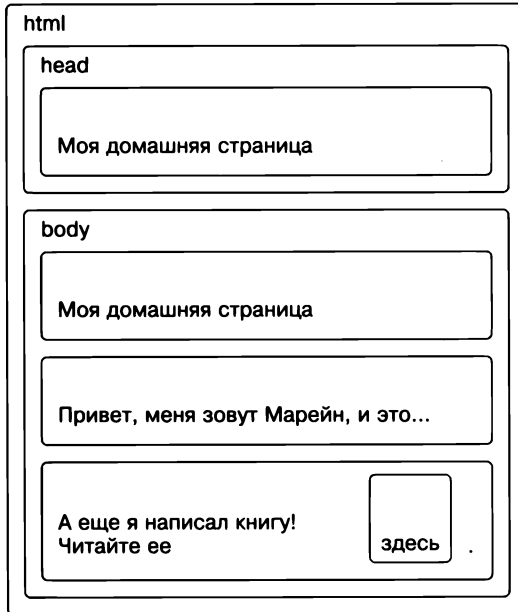 html
head
Моя домашняя страница
body
Моя домашняя страница
Привет, меня зовут Марейн, и это...
А еще я написал книгу!
Читайте ее здесь .